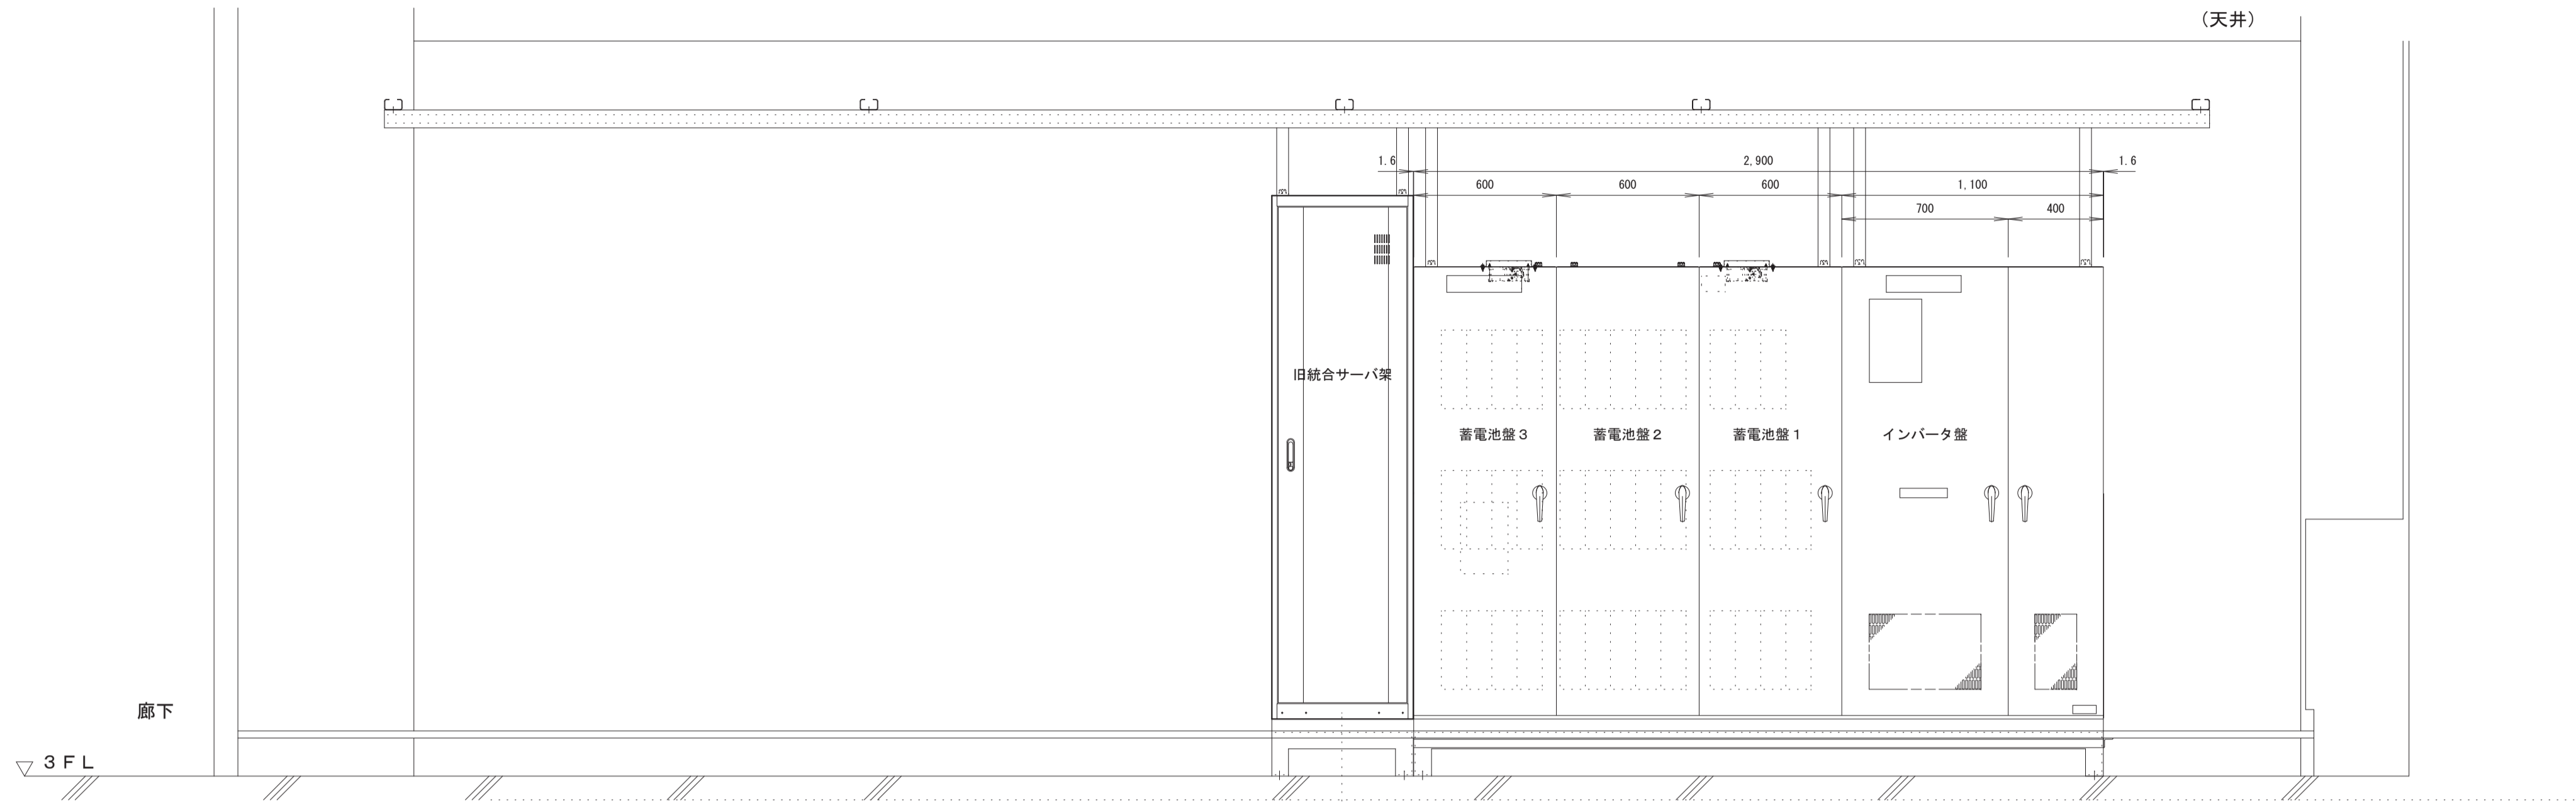 （天井）
1.6
2,900
1.6
600
600
600
1,100
700
400
旧統合サーバ架
蓄電池盤３
蓄電池盤２
蓄電池盤１
インバータ盤
廊下
３ＦＬ